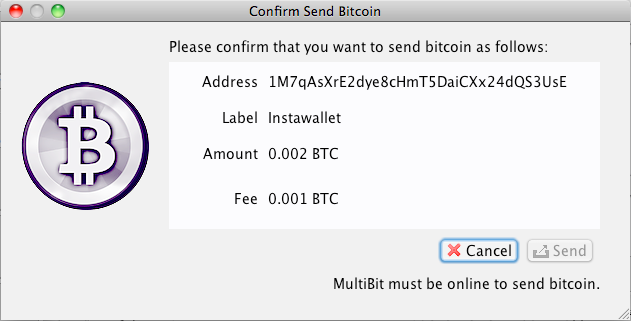 Confirm Send Bitcoin
Please confirm that you want to send bitcoin as follows:
Address 1M7qAsXrE2dye8cHmT5DaiCXx24dQS3UsE
Label Instawallet
Amount 0.002 BTC
Fee 0.001 BTC
Cancel Send
MultiBit must be online to send bitcoin.